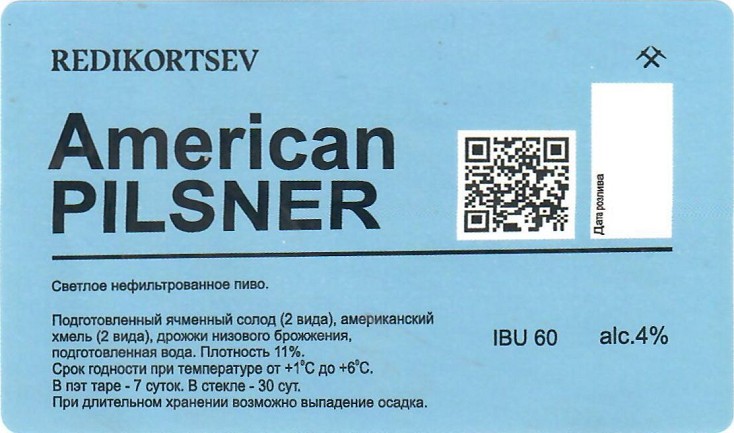 REDIKORTSEV
American
PILSNER
Дата розлива
Светлое нефильтрованное пиво.
Подготовленный ячменный солод (2 вида), американский
хмель (2 вида), дрожжи низового брожжения,
подготовленная вода. Плотность 11%.
Срок годности при температуре от +1°С до +6°С.
В пэт таре - 7 суток. В стекле - 30 сут.
При длительном хранении возможно выпадение осадка.
IBU 60
alc.4%